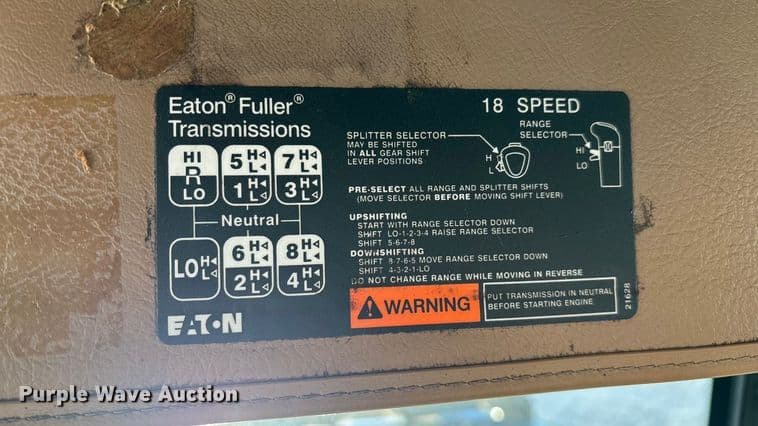 Eaton® Fuller®
Transmissions
18 SPEED
HI
R
LO
5 H L
7 H L
1 H L
3 H L
Neutral
LO H L
6 H L
8 H L
2 H L
4 H L
EATON
SPLITTER SELECTOR
MAY BE SHIFTED
IN ALL GEAR SHIFT
LEVER POSITIONS
H
L
RANGE
SELECTOR
HI
LO
PRE-SELECT ALL RANGE AND SPLITTER SHIFTS
(MOVE SELECTOR BEFORE MOVING SHIFT LEVER)
UPSHIFTING
START WITH RANGE SELECTOR DOWN
SHIFT LO-1-2-3-4 RAISE RANGE SELECTOR
SHIFT 5-6-7-8
DOWNSHIFTING
SHIFT 8-7-6-5 MOVE RANGE SELECTOR DOWN
SHIFT 4-3-2-1-LO
DO NOT CHANGE RANGE WHILE MOVING IN REVERSE
WARNING
PUT TRANSMISSION IN NEUTRAL
BEFORE STARTING ENGINE
21628
Purple Wave Auction